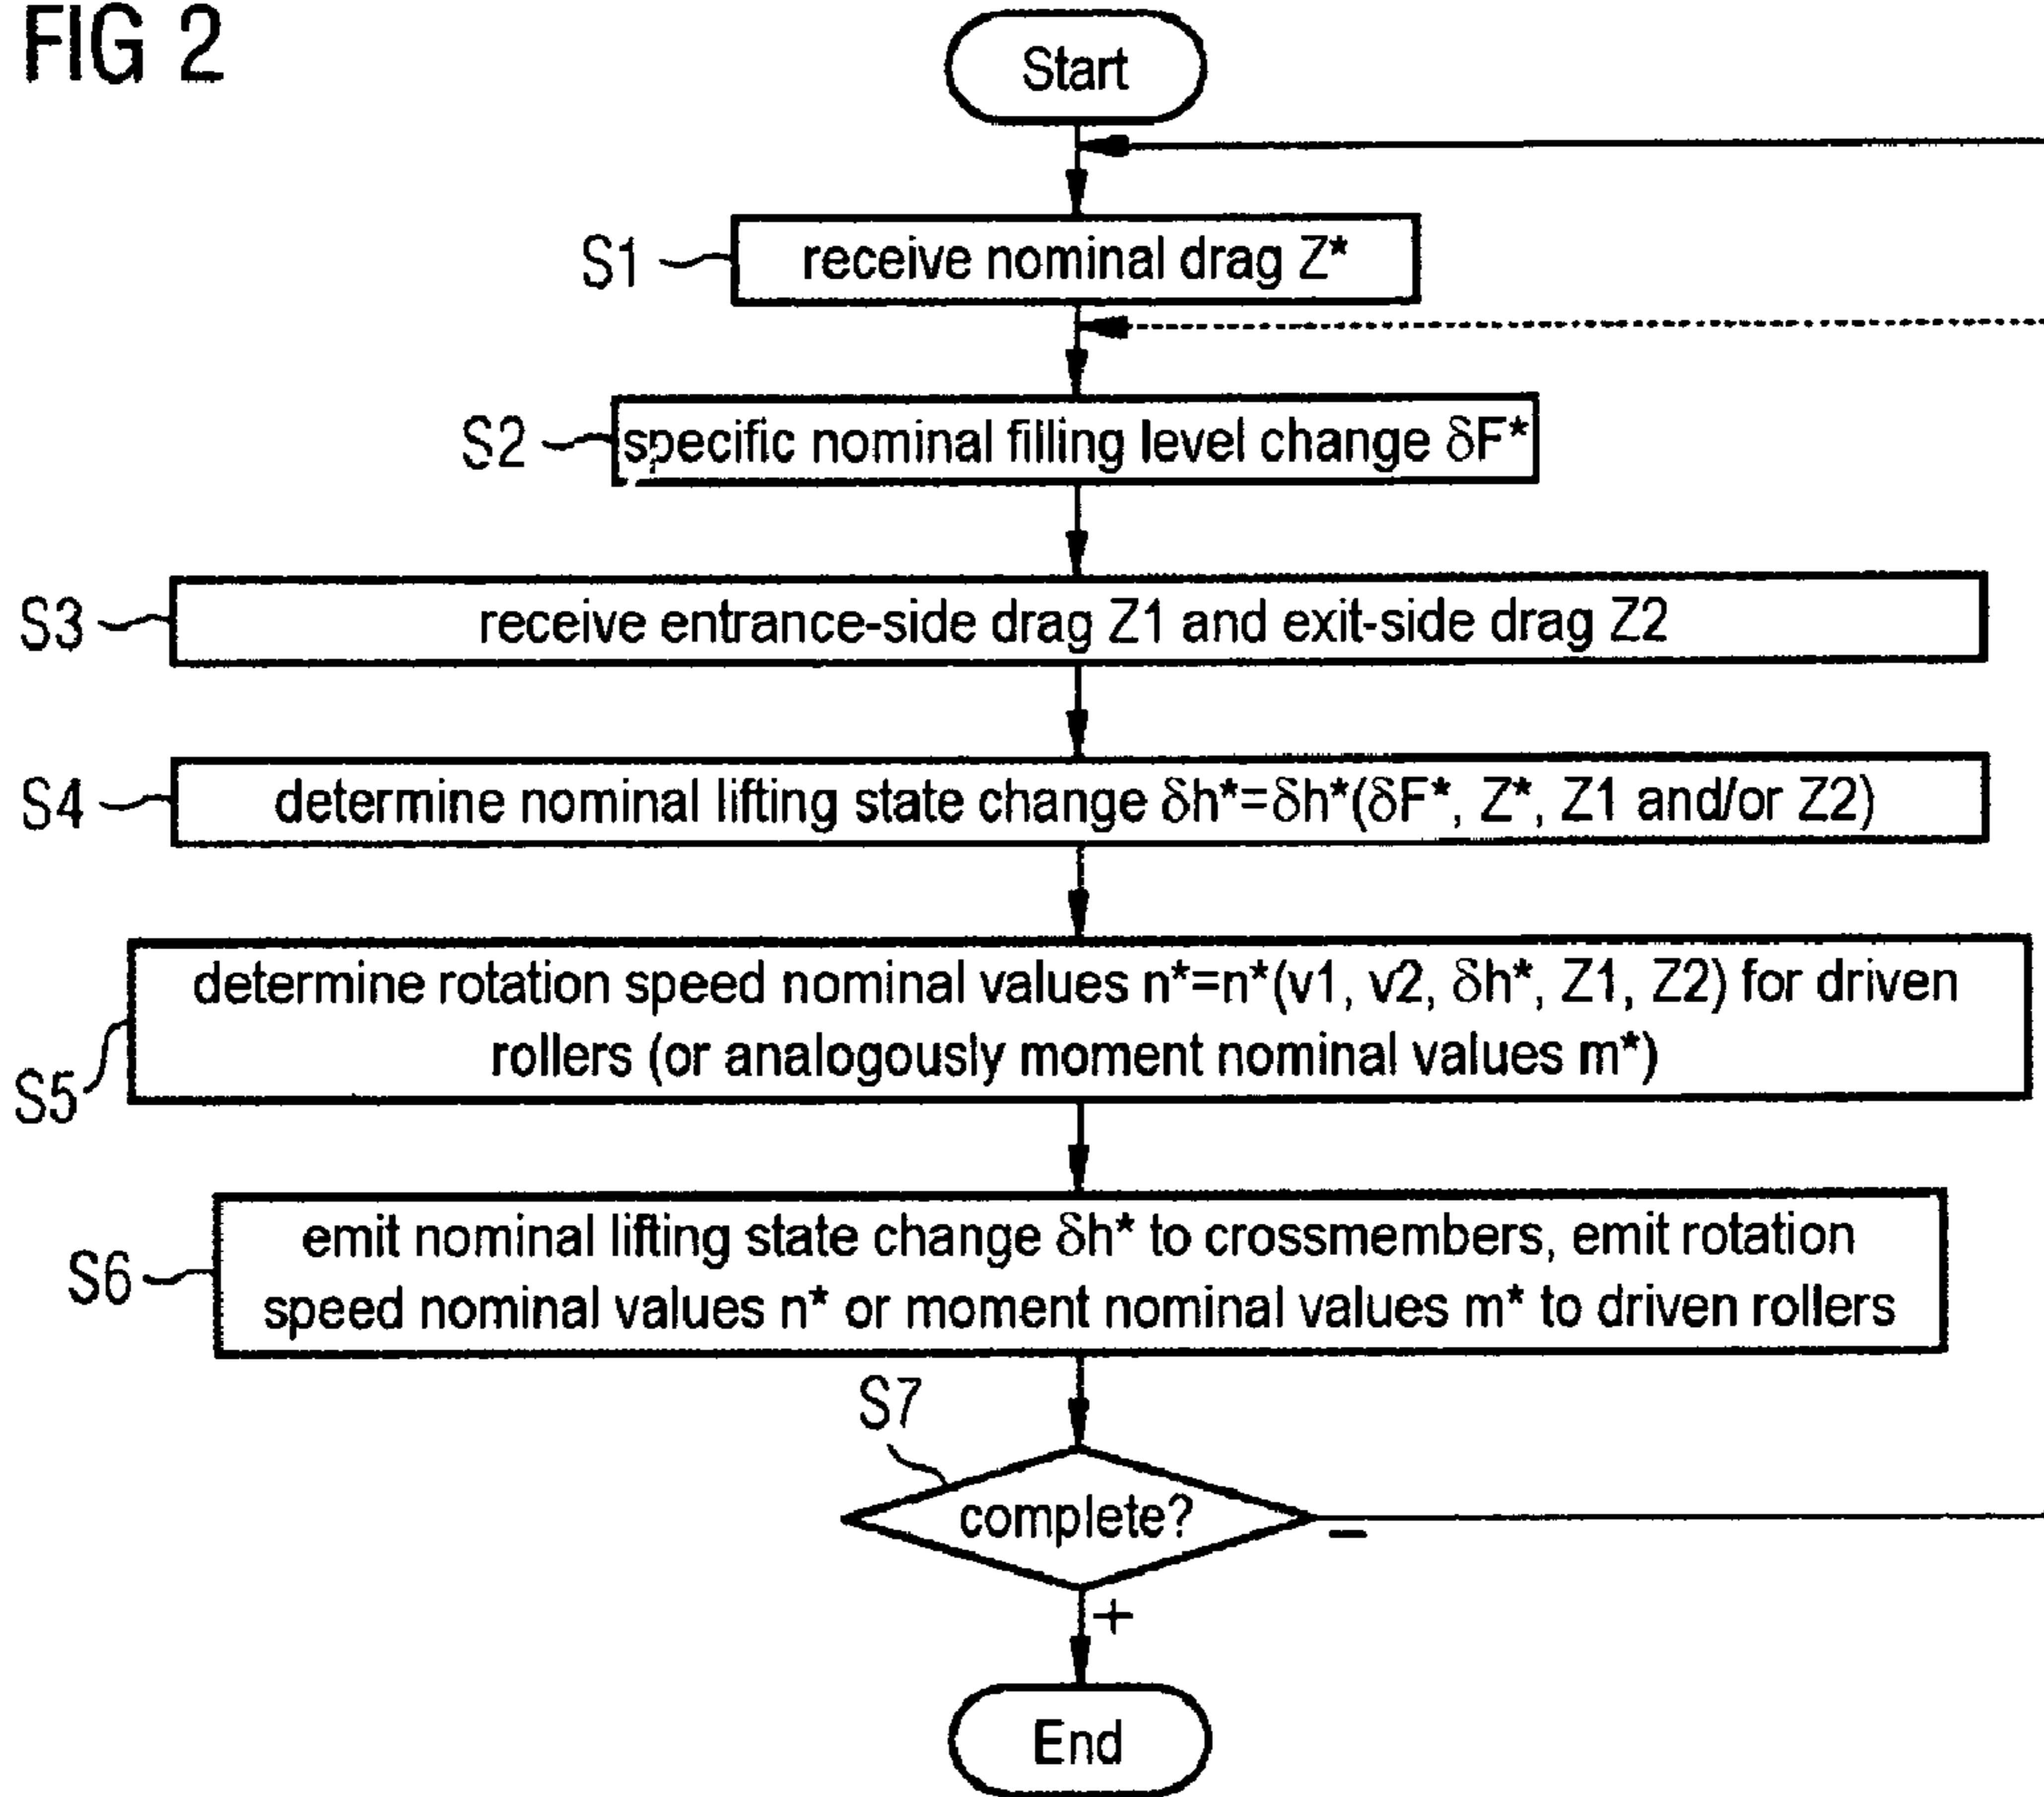 FIG 2
Start
S1
receive nominal drag Z*
S2
specific nominal filling level change δF*
S3
receive entrance-side drag Z1 and exit-side drag Z2
S4
determine nominal lifting state change δh*=δh*(δF*, Z*, Z1 and/or Z2)
S5
determine rotation speed nominal values n*=n*(v1, v2, δh*, Z1, Z2) for driven
rollers (or analogously moment nominal values m*)
S6
emit nominal lifting state change δh* to crossmembers, emit rotation
speed nominal values n* or moment nominal values m* to driven rollers
S7
complete?
–
+
End